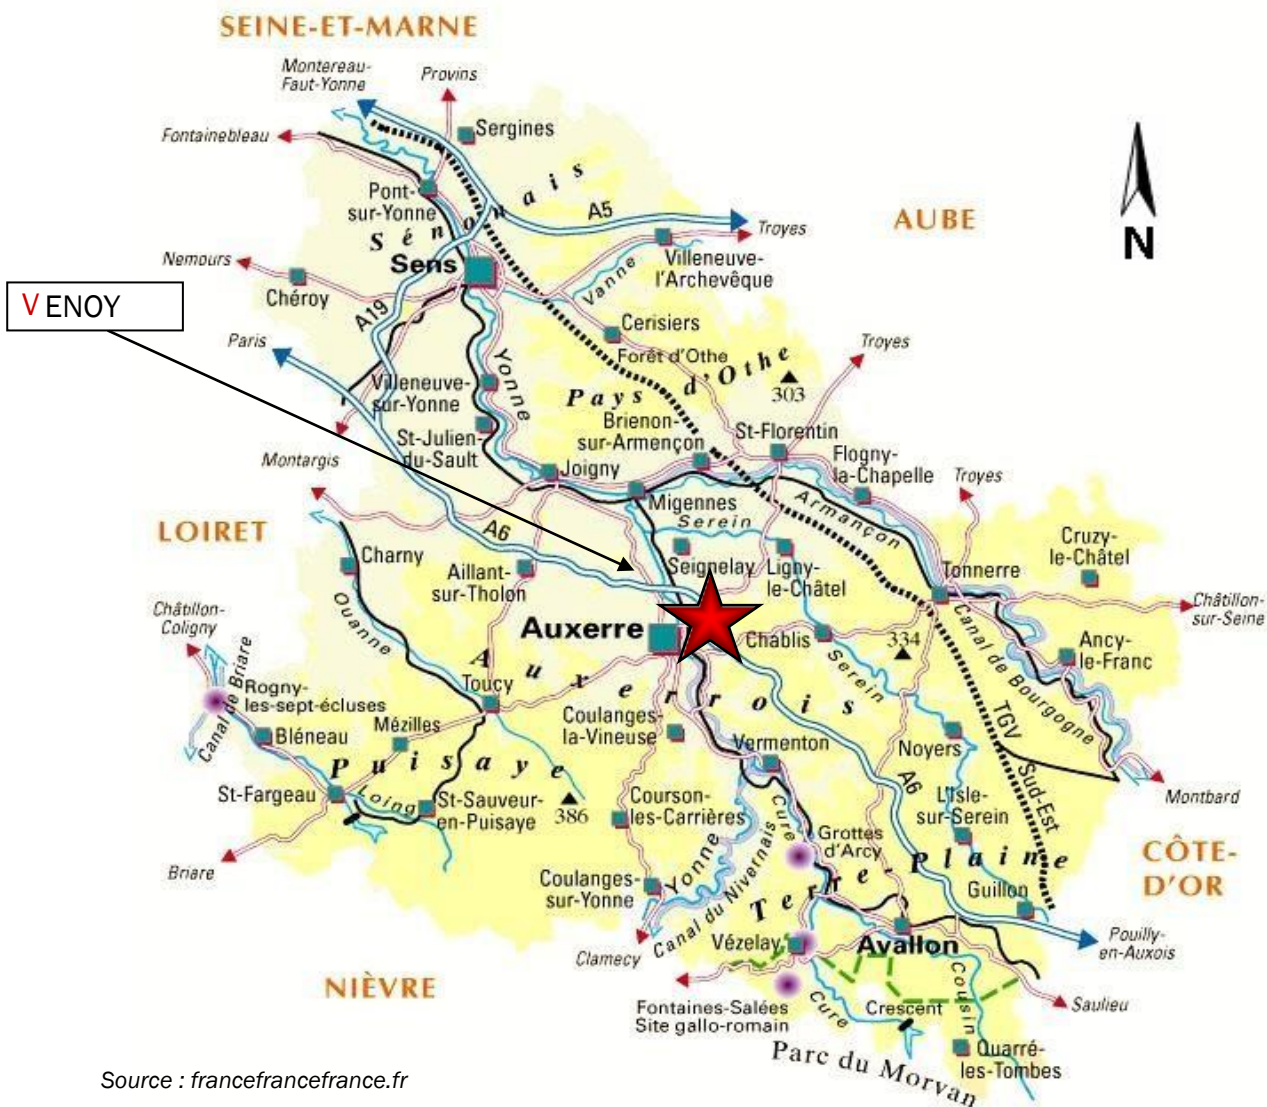 SEINE-ET-MARNE
Montereau-
Faut-Yonne
Provins
Fontainebleau
Sergines
Pont-
sur-Yonne
Sénonais
A5
Troyes
AUBE
N
Nemours
Sens
Villeneuve-
l'Archevêque
Vanne
Chéroy
VENOY
A19
Cerisiers
Paris
Yonne
Forêt d'Othe
Troyes
Villeneuve-
sur-Yonne
Pays d'Othe
303
Brienon-
sur-Armençon
St-Florentin
St-Julien-
du-Sault
Montargis
Joigny
Flogny-
la-Chapelle
Troyes
Migennes
Armançon
LOIRET
A6
Serein
Cruzy-
le-Châtel
Charny
Aillant-
sur-Tholon
Seignelay
Ligny-
le-Châtel
Tonnerre
Châtillon-
Coligny
Ouanne
Châtillon-
sur-Seine
Auxerre
Chablis
334
Ancy-
le-Franc
Canal de Bourgogne
Serein
Auxerrois
Canal de Briare
Rogny-
les-sept-écluses
Toucy
Mézilles
Coulanges-
la-Vineuse
TGV
Sud-Est
Bléneau
Vermenton
Noyers
Puisaye
A6
St-Fargeau
Loing
St-Sauveur-
en-Puisaye
386
Courson-
les-Carrières
Cure
L'Isle-
sur-Serein
Montbard
Grottes
d'Arcy
Briare
Yonne
Canal du Nivernais
Terre-Plaine
CÔTE-
D'OR
Coulanges-
sur-Yonne
Guillon
Clamecy
Vézelay
Avallon
Pouilly-
en-Auxois
NIÈVRE
Fontaines-Salées
Site gallo-romain
Cure
Crescent
Cousin
Saulieu
Parc du Morvan
Quarré-
les-Tombes
Source : francefrancefrance.fr